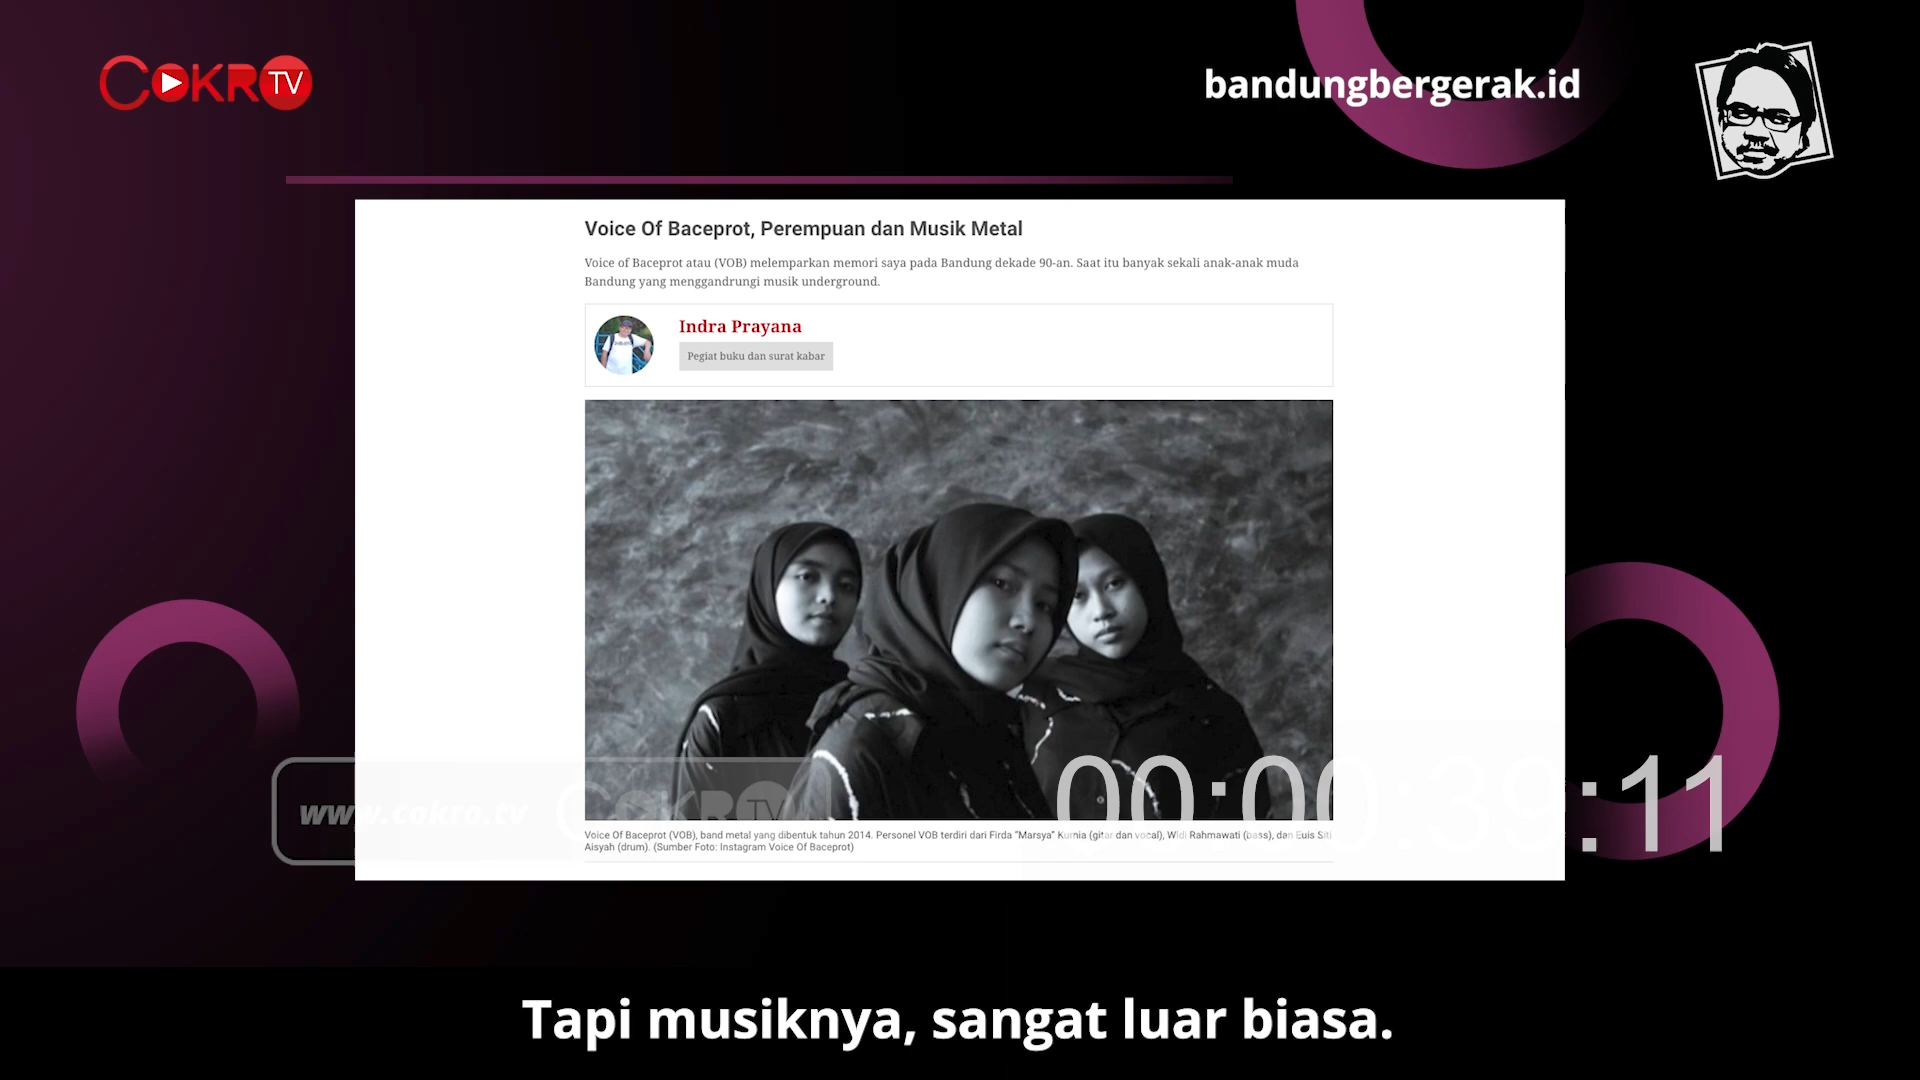 COKRO TV
bandungbergerak.id
Voice Of Baceprot, Perempuan dan Musik Metal
Voice of Baceprot atau (VOB) melemparkan memori saya pada Bandung dekade 90-an. Saat itu banyak sekali anak-anak muda
Bandung yang menggandrungi musik underground.
Indra Prayana
Pegiat buku dan surat kabar
www.cokro.tv COKRO TV
00:00:39:11
Voice Of Baceprot (VOB), band metal yang dibentuk tahun 2014. Personel VOB terdiri dari Firda "Marsya" Kurnia (gitar dan vocal), Widi Rahmawati (bass), dan Euis Siti
Aisyah (drum). (Sumber Foto: Instagram Voice Of Baceprot)
Tapi musiknya, sangat luar biasa.